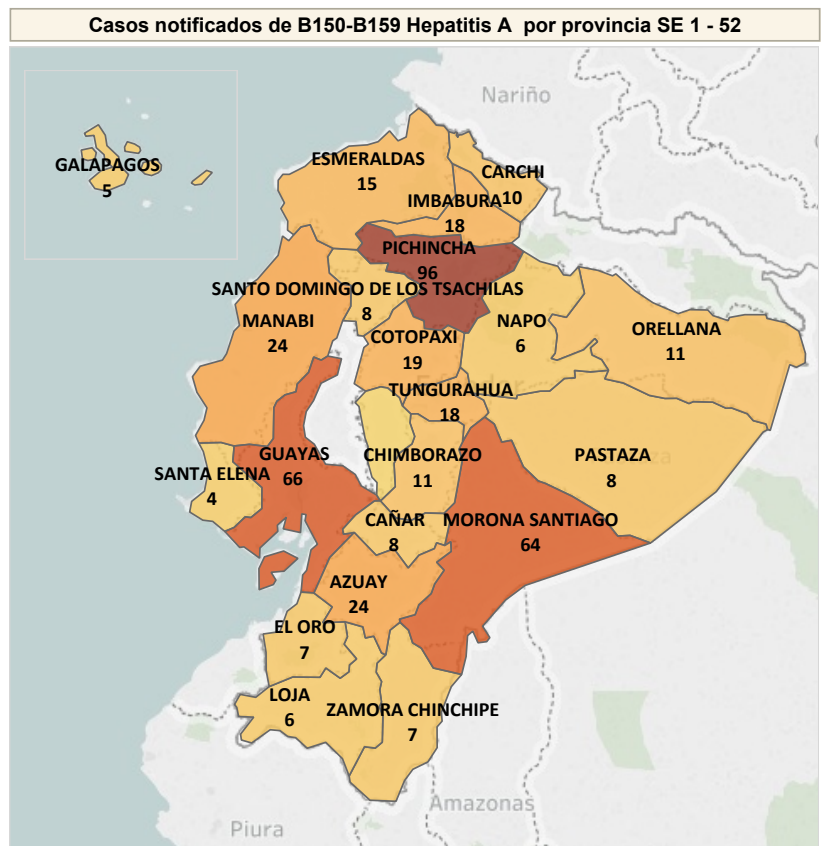 Casos notificados de B150-B159 Hepatitis A por provincia SE 1 - 52
Nariño
GALAPAGOS
5
ESMERALDAS
15
CARCHI
10
IMBABURA
18
PICHINCHA
96
SANTO DOMINGO DE LOS TSACHILAS
8
MANABI
24
NAPO
6
ORELLANA
11
COTOPAXI
19
TUNGURAHUA
18
GUAYAS
66
CHIMBORAZO
11
PASTAZA
8
SANTA ELENA
4
CAÑAR
8
MORONA SANTIAGO
64
AZUAY
24
EL ORO
7
LOJA
6
ZAMORA CHINCHIPE
7
Amazonas
Piura